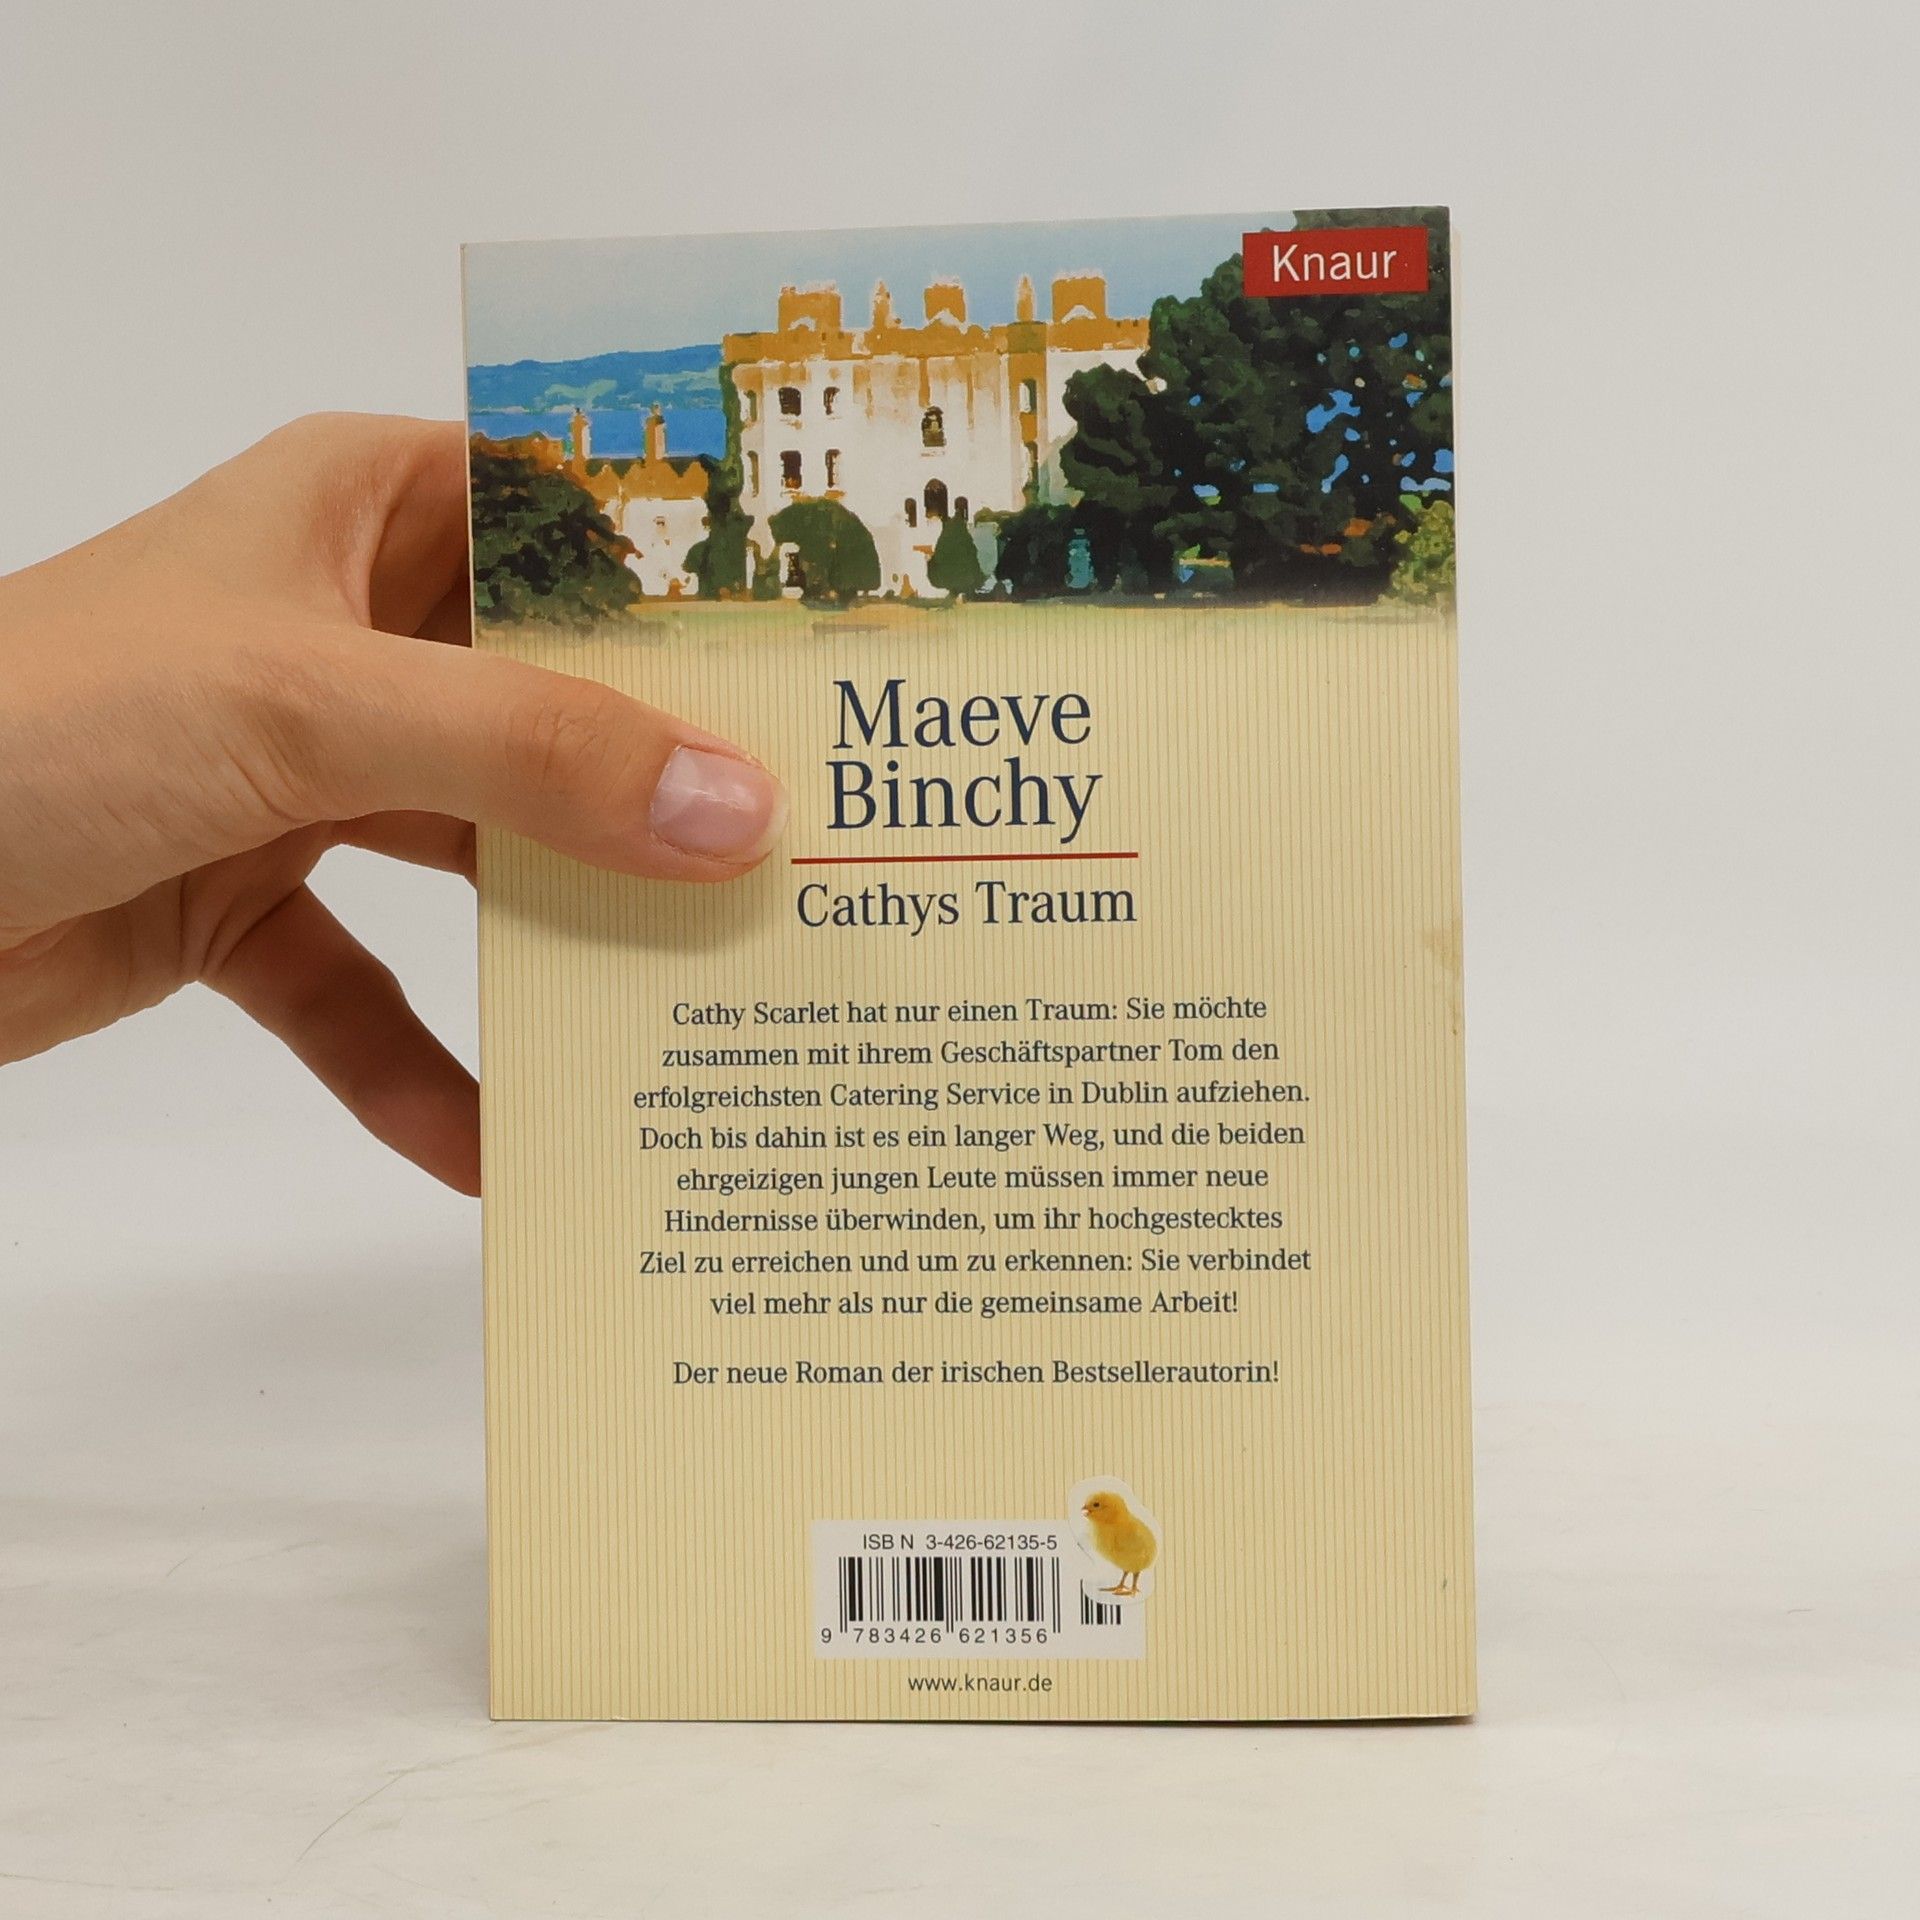 Knaur
Maeve
Binchy
Cathys Traum
Cathy Scarlet hat nur einen Traum: Sie möchte
zusammen mit ihrem Geschäftspartner Tom den
erfolgreichsten Catering Service in Dublin aufziehen.
Doch bis dahin ist es ein langer Weg, und die beiden
ehrgeizigen jungen Leute müssen immer neue
Hindernisse überwinden, um ihr hochgestecktes
Ziel zu erreichen und um zu erkennen: Sie verbindet
viel mehr als nur die gemeinsame Arbeit!
Der neue Roman der irischen Bestsellerautorin!
ISBN 3-426-62135-5
9 783426 621356
www.knaur.de